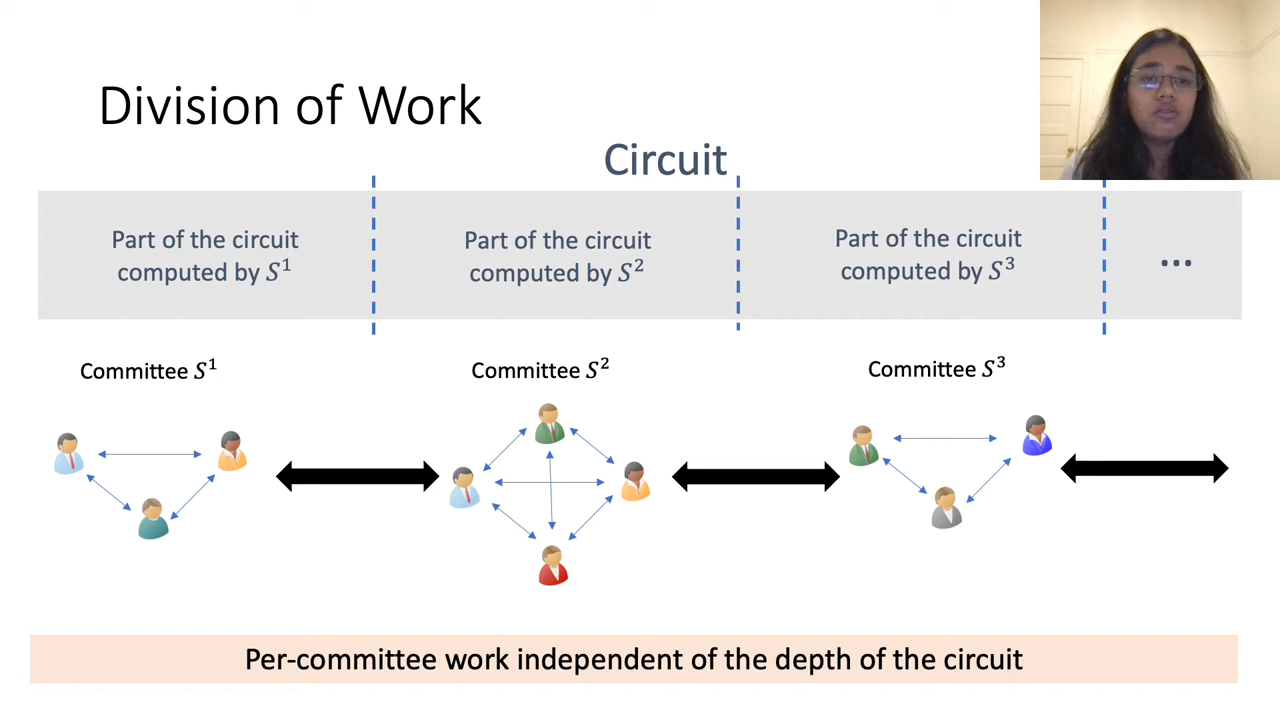 Division of Work
Circuit
Part of the circuit
computed by S¹
Part of the circuit
computed by S²
Part of the circuit
computed by S³
...
Committee S¹
Committee S²
Committee S³
Per-committee work independent of the depth of the circuit